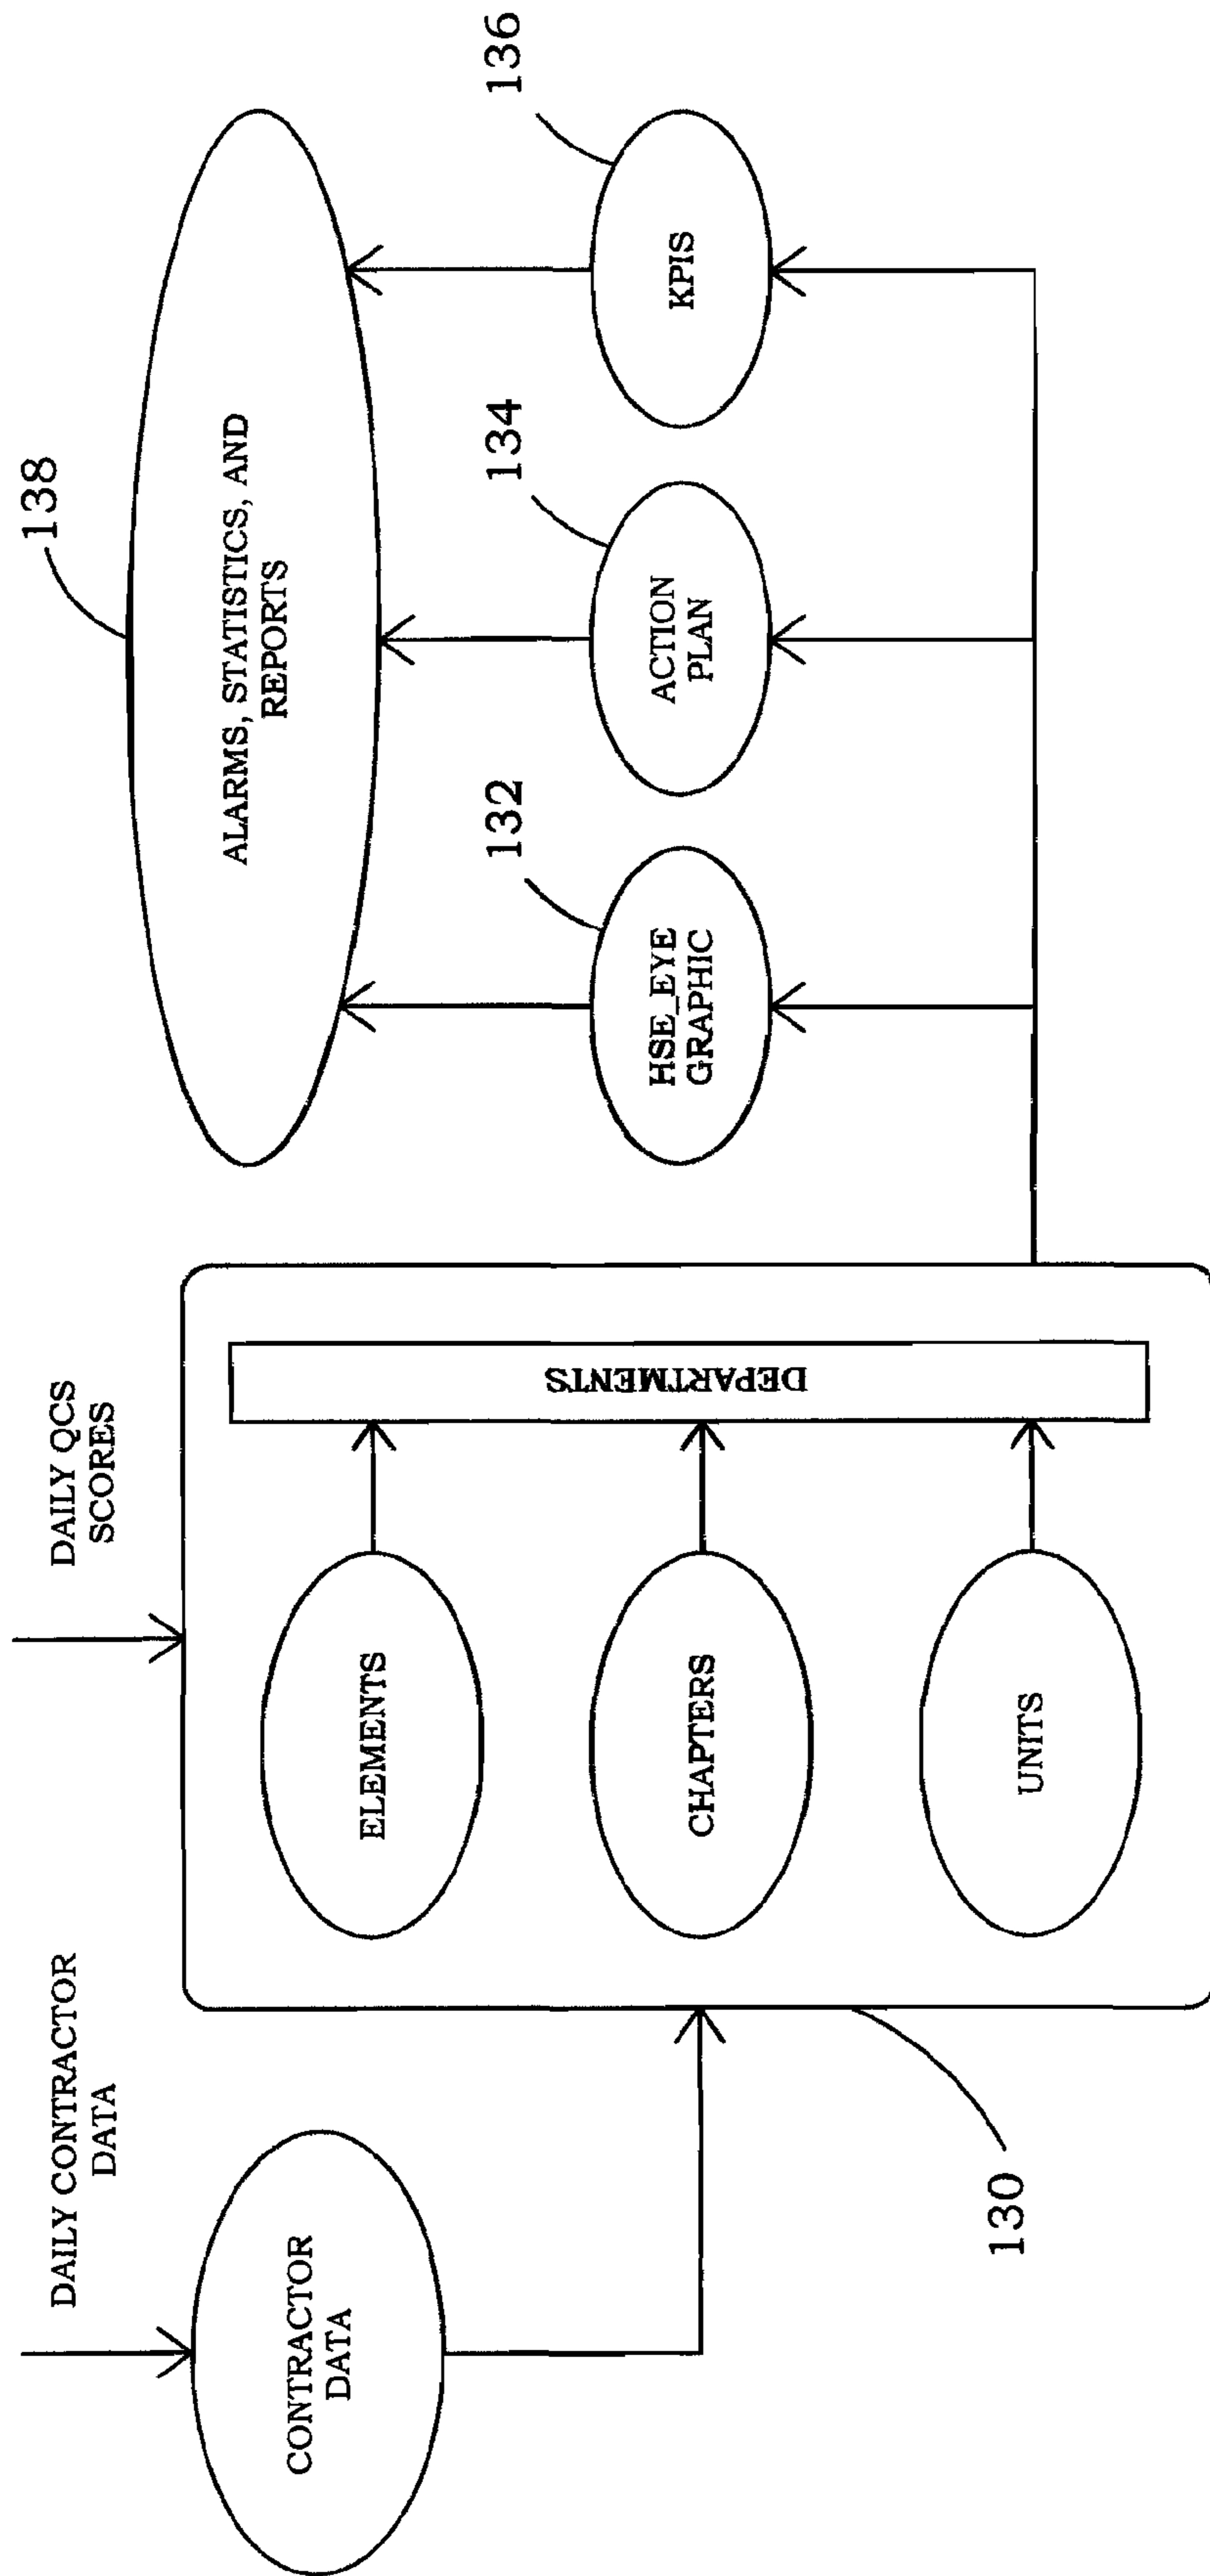 DAILY CONTRACTOR
DATA
DAILY QCS
SCORES
138
CONTRACTOR
DATA
ELEMENTS
CHAPTERS
UNITS
DEPARTMENTS
130
ALARMS, STATISTICS, AND
REPORTS
132
134
136
HSE_EYE
GRAPHIC
ACTION
PLAN
KPIS